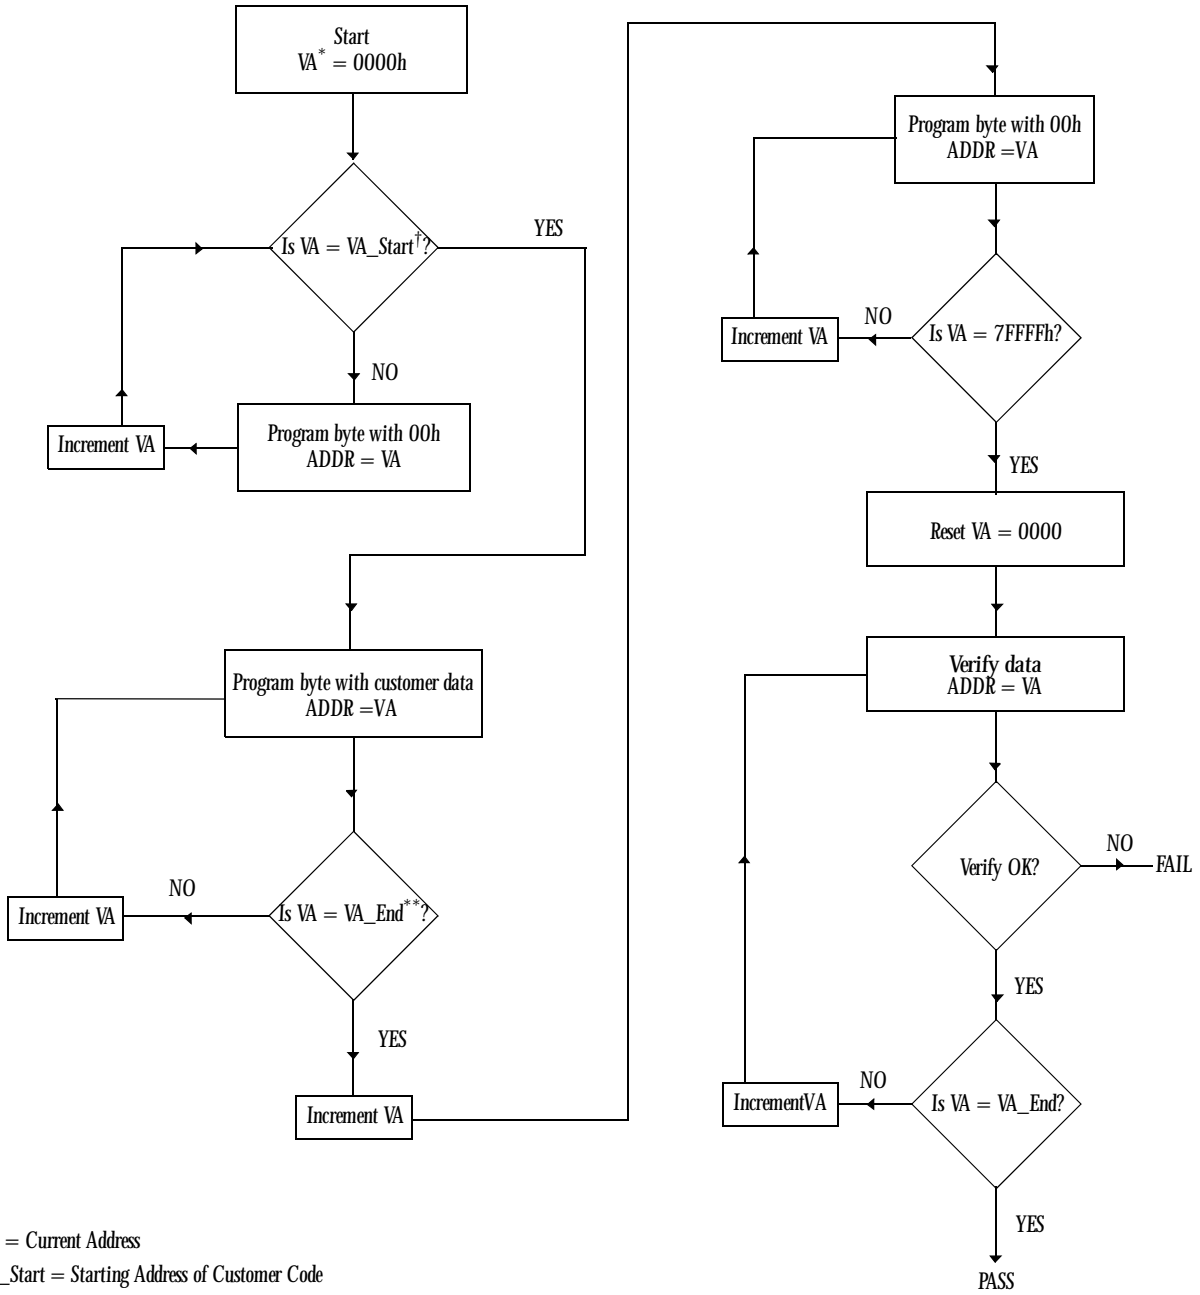 Start
VA* = 0000h
Is VA = VA_Start†?
YES
NO
Program byte with 00h
ADDR = VA
Increment VA
Program byte with customer data
ADDR =VA
Is VA = VA_End**?
NO
Increment VA
YES
Increment VA
Program byte with 00h
ADDR =VA
Is VA = 7FFFFh?
NO
Increment VA
YES
Reset VA = 0000
Verify data
ADDR = VA
Verify OK?
NO
FAIL
YES
Is VA = VA_End?
NO
IncrementVA
YES
PASS
= Current Address
_Start = Starting Address of Customer Code